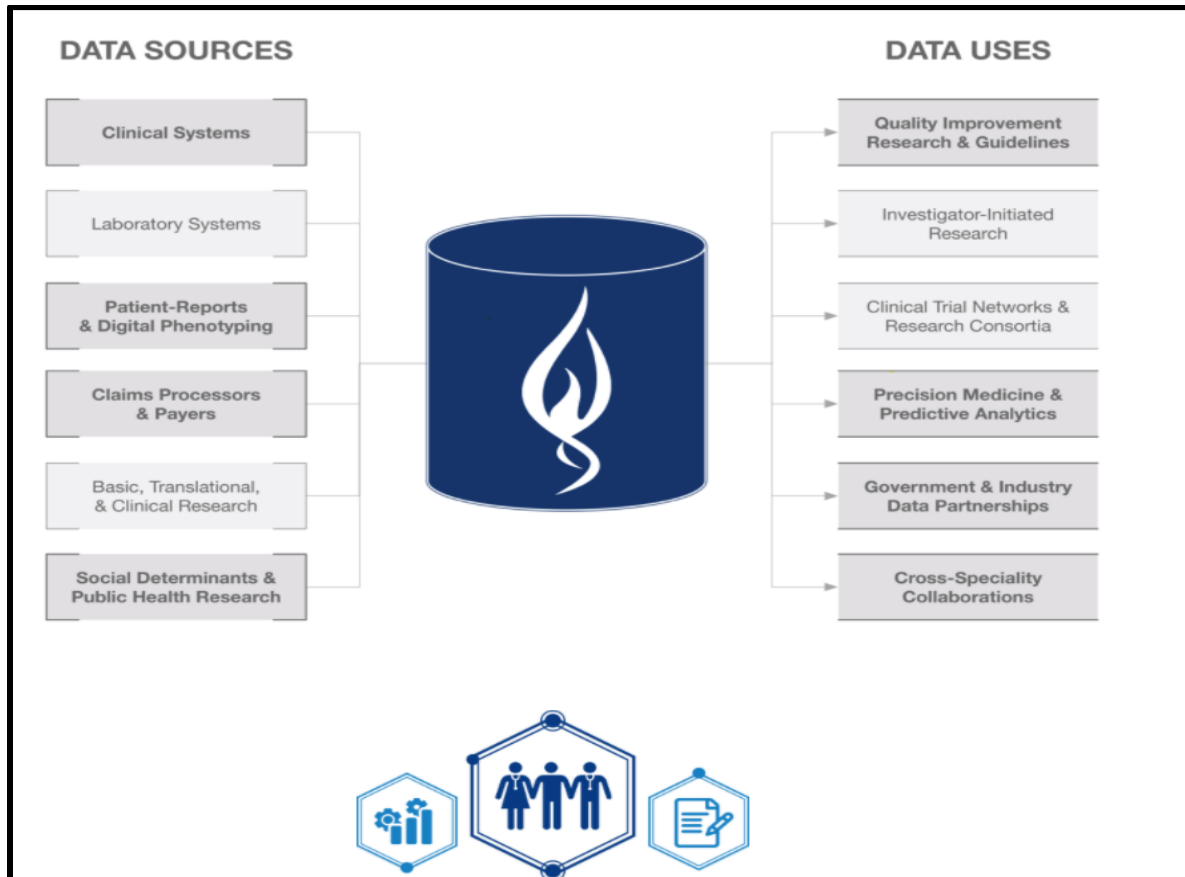 DATA SOURCES
Clinical Systems
Laboratory Systems
Patient-Reports
& Digital Phenotyping
Claims Processors
& Payers
Basic, Translational,
& Clinical Research
Social Determinants &
Public Health Research
DATA USES
Quality Improvement
Research & Guidelines
Investigator-Initiated
Research
Clinical Trial Networks &
Research Consortia
Precision Medicine &
Predictive Analytics
Government & Industry
Data Partnerships
Cross-Speciality
Collaborations